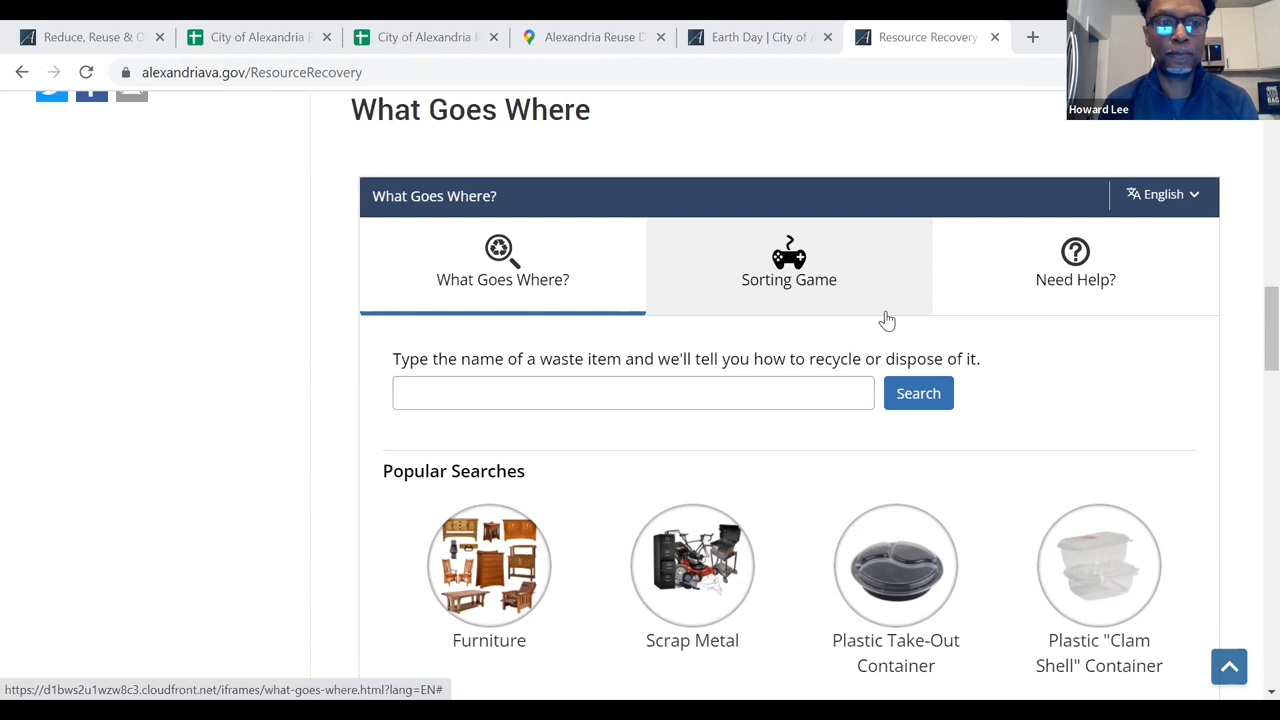 Reduce, Reuse & C
City of Alexandria F
City of Alexandria F
Alexandria Reuse D
Earth Day | City of A
Resource Recovery
alexandriava.gov/ResourceRecovery
Howard Lee
What Goes Where
What Goes Where?
English
What Goes Where?
Sorting Game
Need Help?
Type the name of a waste item and we'll tell you how to recycle or dispose of it.
Search
Popular Searches
Furniture
Scrap Metal
Plastic Take-Out
Container
Plastic "Clam
Shell" Container
https://d1bws2u1wzw8c3.cloudfront.net/iframes/what-goes-where.html?lang=EN#